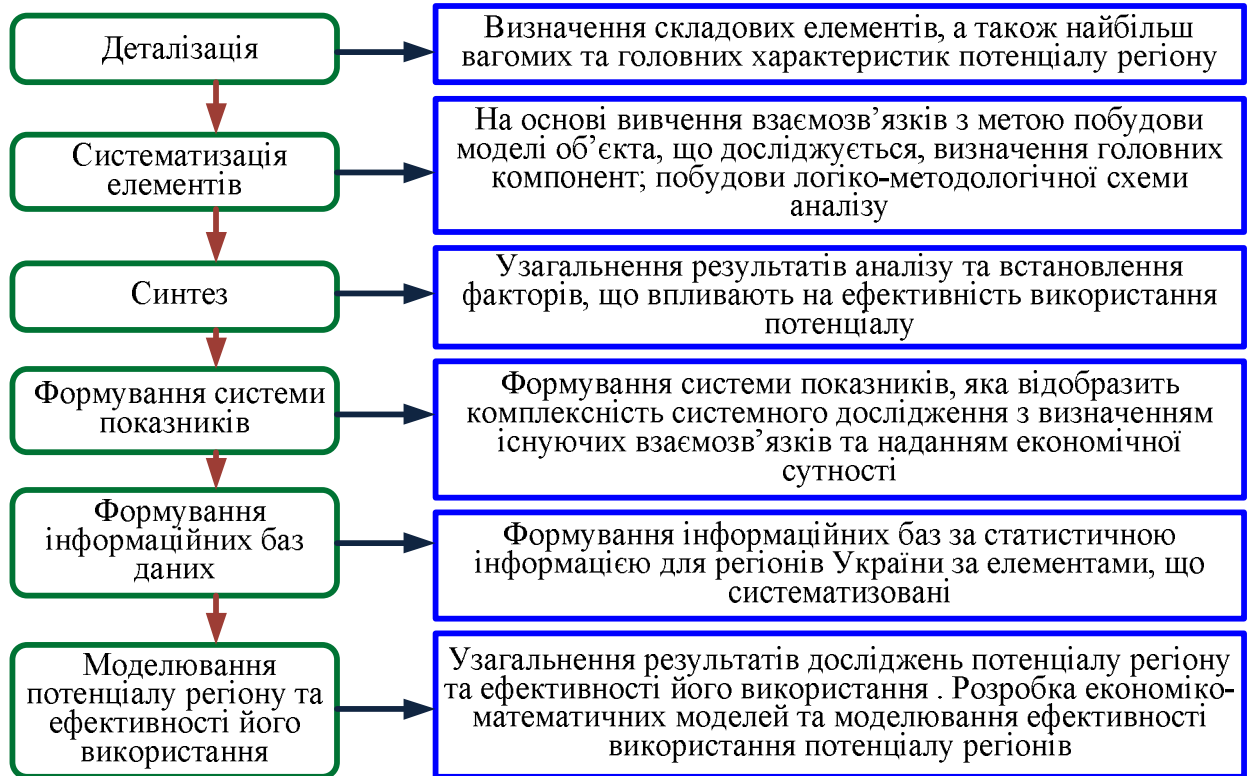 Деталізація
Визначення складових елементів, а також найбільш
вагомих та головних характеристик потенціалу регіону
Систематизація
елементів
На основі вивчення взаємозв’язків з метою побудови
моделі об’єкта, що досліджується, визначення головних
компонент; побудови логіко-методологічної схеми
аналізу
Синтез
Узагальнення результатів аналізу та встановлення
факторів, що впливають на ефективність використання
потенціалу
Формування системи
показників
Формування системи показників, яка відобразить
комплексність системного дослідження з визначенням
існуючих взаємозв’язків та наданням економічної
сутності
Формування
інформаційних баз
даних
Формування інформаційних баз за статистичною
інформацією для регіонів України за елементами, що
систематизовані
Моделювання
потенціалу регіону та
ефективності його
використання
Узагальнення результатів досліджень потенціалу регіону
та ефективності його використання . Розробка економіко-
математичних моделей та моделювання ефективності
використання потенціалу регіонів